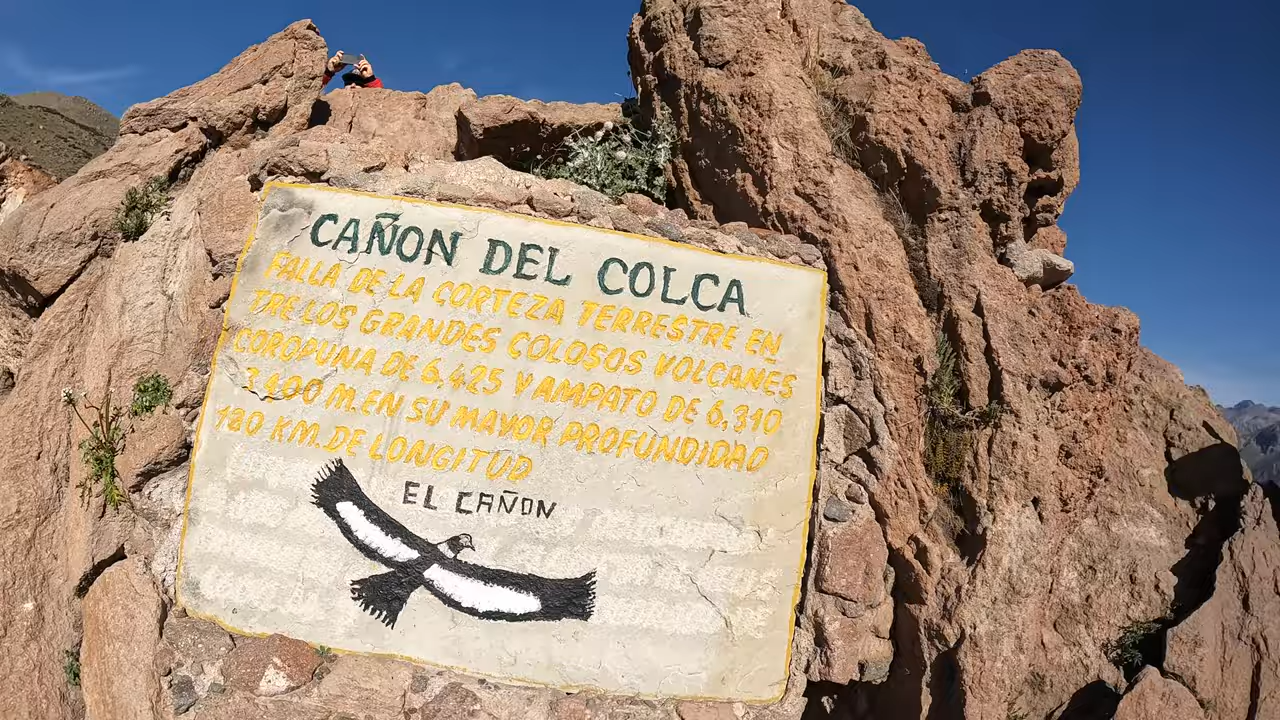 CAÑON DEL COLCA
FALLA DE LA CORTEZA TERRESTRE EN
TRE LOS GRANDES COLOSOS VOLCANES
COROPUNA DE 6,425 Y AMPATO DE 6,310
3.400 M. EN SU MAYOR PROFUNDIDAD
180 KM. DE LONGITUD
EL CAÑON